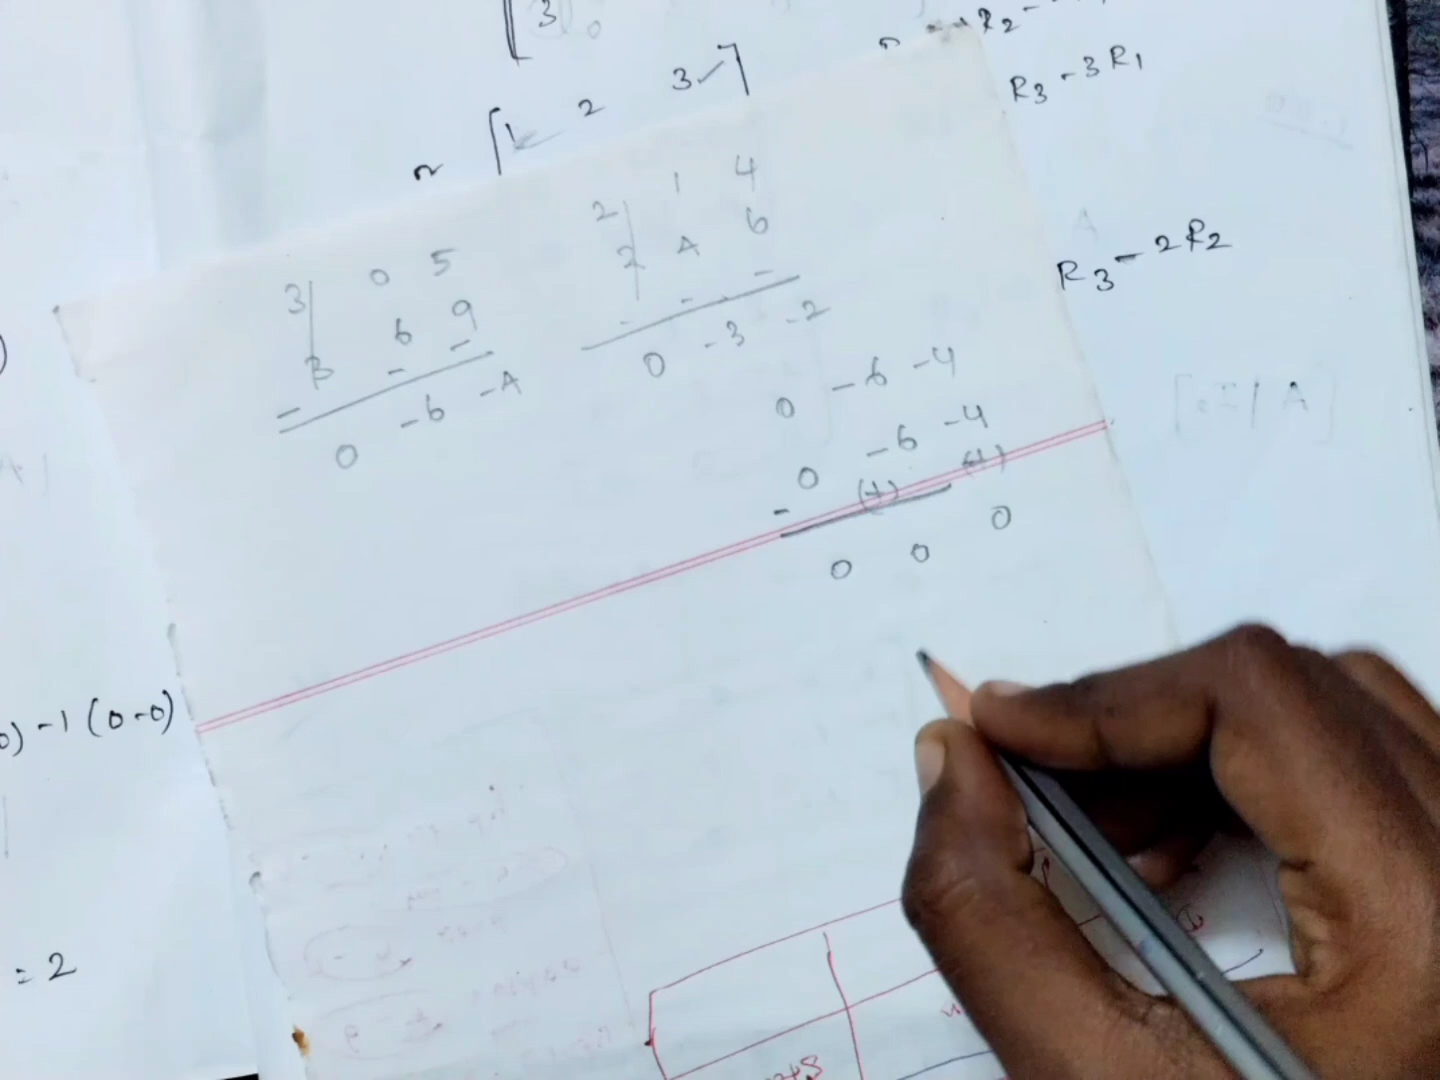 [3
R2 -
~ [1 2 3]
R3 - 3R1
2 1 4
2 4 6
- - -
0 -3 -2
3 0 5
3 6 9
- - -
0 -6 -4
R3 - 2R2
0 -6 -4
0 -6 -4
- (+) (+)
0 0 0
0) -1 (0-0)
= 2